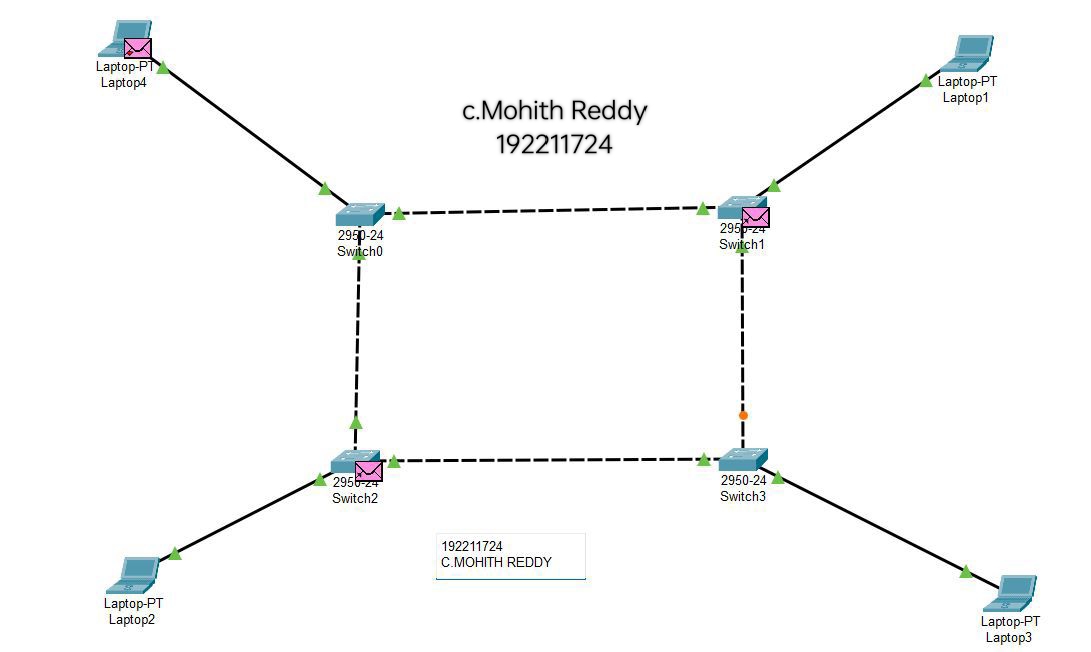 Laptop-PT
Laptop4
Laptop-PT
Laptop1
c.Mohith Reddy
192211724
2950-24
Switch0
2950-24
Switch1
2950-24
Switch2
2950-24
Switch3
192211724
C.MOHITH REDDY
Laptop-PT
Laptop2
Laptop-PT
Laptop3